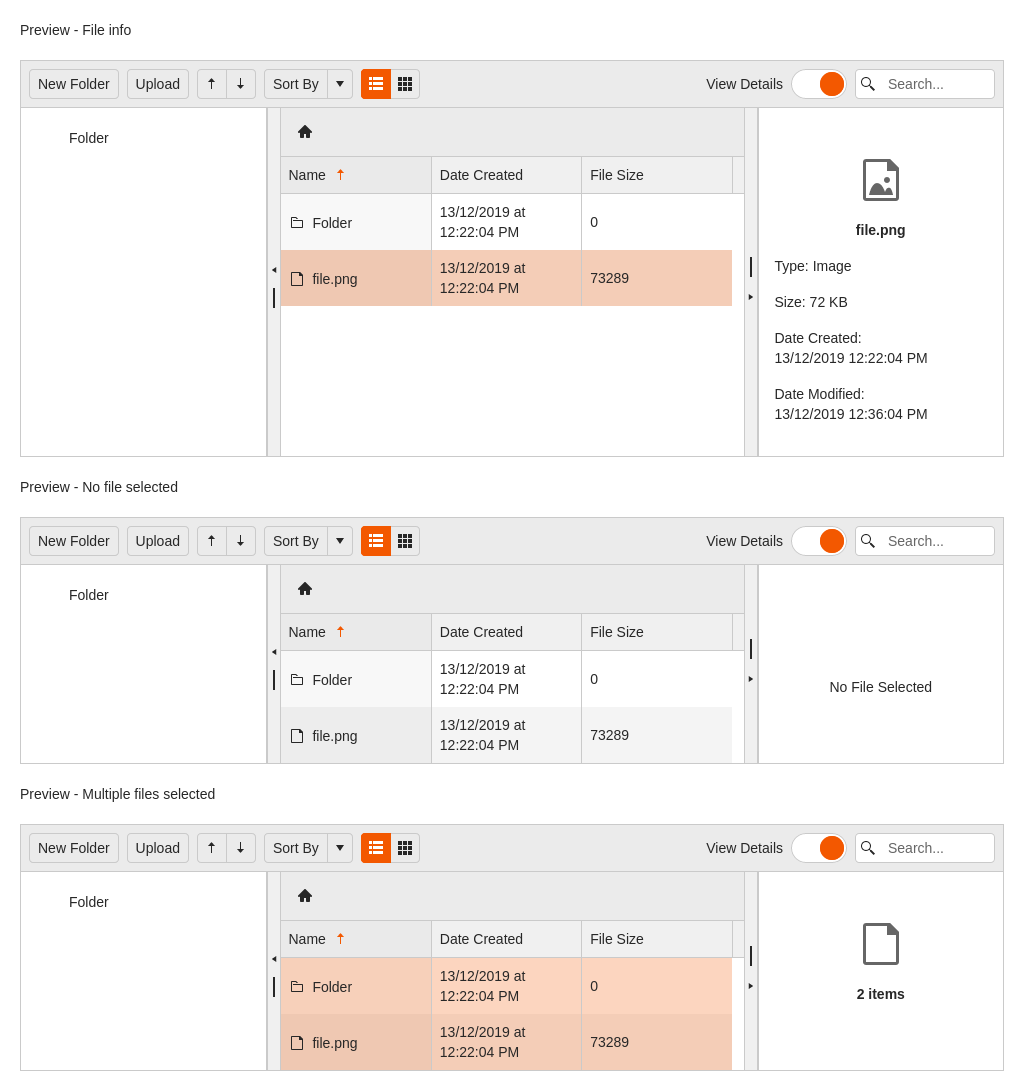 Preview - File info
New Folder Upload Sort By View Details Search...
Folder
Name Date Created File Size
Folder 13/12/2019 at 12:22:04 PM 0
file.png 13/12/2019 at 12:22:04 PM 73289
file.png
Type: Image
Size: 72 KB
Date Created:
13/12/2019 12:22:04 PM
Date Modified:
13/12/2019 12:36:04 PM
Preview - No file selected
New Folder Upload Sort By View Details Search...
Folder
Name Date Created File Size
Folder 13/12/2019 at 12:22:04 PM 0
file.png 13/12/2019 at 12:22:04 PM 73289
No File Selected
Preview - Multiple files selected
New Folder Upload Sort By View Details Search...
Folder
Name Date Created File Size
Folder 13/12/2019 at 12:22:04 PM 0
file.png 13/12/2019 at 12:22:04 PM 73289
2 items